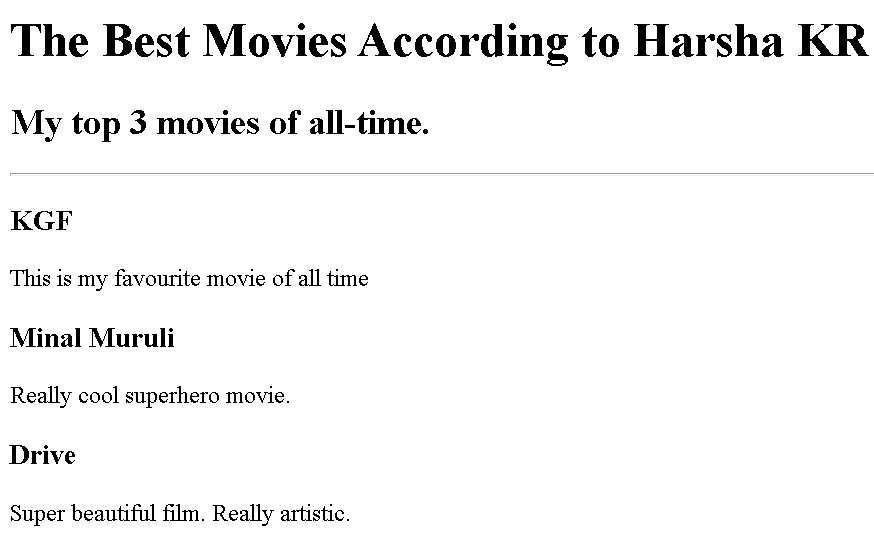 The Best Movies According to Harsha KR
My top 3 movies of all-time.
KGF
This is my favourite movie of all time
Minal Muruli
Really cool superhero movie.
Drive
Super beautiful film. Really artistic.